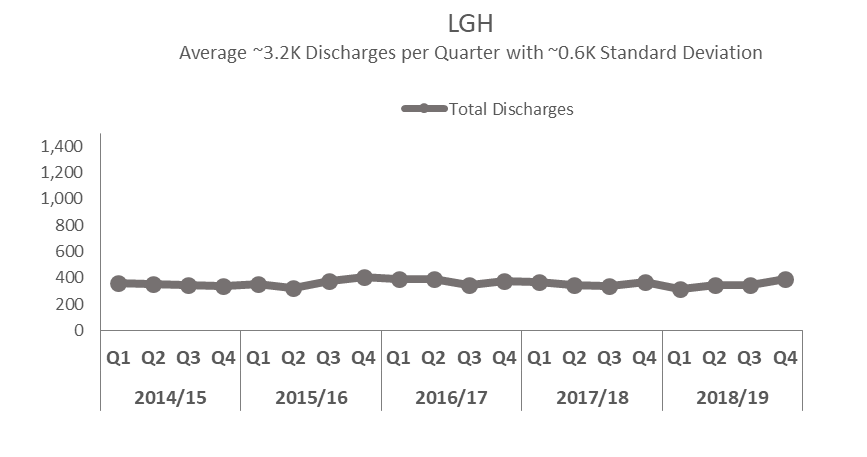 LGH
Average ~3.2K Discharges per Quarter with ~0.6K Standard Deviation
Total Discharges
1,400
1,200
1,000
800
600
400
200
0
Q1 Q2 Q3 Q4 Q1 Q2 Q3 Q4 Q1 Q2 Q3 Q4 Q1 Q2 Q3 Q4 Q1 Q2 Q3 Q4
2014/15 2015/16 2016/17 2017/18 2018/19